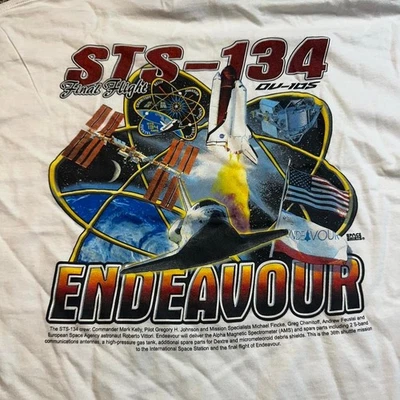 STS-134
Final Flight
OV-105
ENDEAVOUR
ENDEAVOUR
The STS-134 crew: Commander Mark Kelly, Pilot Gregory H. Johnson and Mission Specialists Michael Fincke, Greg Chamitoff, Andrew Feustel and
European Space Agency astronaut Roberto Vittori. Endeavour will deliver the Alpha Magnetic Spectrometer (AMS) and spare parts including 2 S-band
communications antennas, a high-pressure gas tank, additional spare parts for Dextre and micrometeoroid debris shields. This is the 36th shuttle mission
to the International Space Station and the final flight of Endeavour.